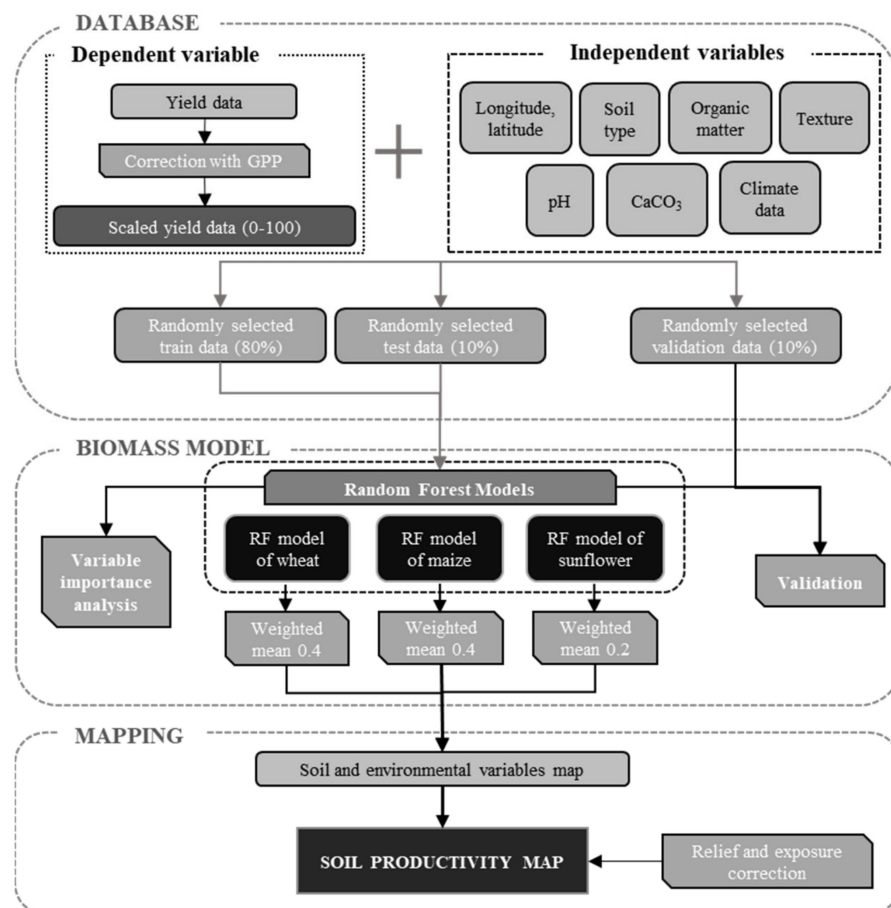 DATABASE
Dependent variable
Yield data
Correction with GPP
Scaled yield data (0-100)
+
Independent variables
Longitude,
latitude
Soil
type
Organic
matter
Texture
pH
CaCO₃
Climate
data
Randomly selected
train data (80%)
Randomly selected
test data (10%)
Randomly selected
validation data (10%)
BIOMASS MODEL
Random Forest Models
RF model
of wheat
RF model
of maize
RF model of
sunflower
Variable
importance
analysis
Validation
Weighted
mean 0.4
Weighted
mean 0.4
Weighted
mean 0.2
MAPPING
Soil and environmental variables map
SOIL PRODUCTIVITY MAP
Relief and exposure
correction